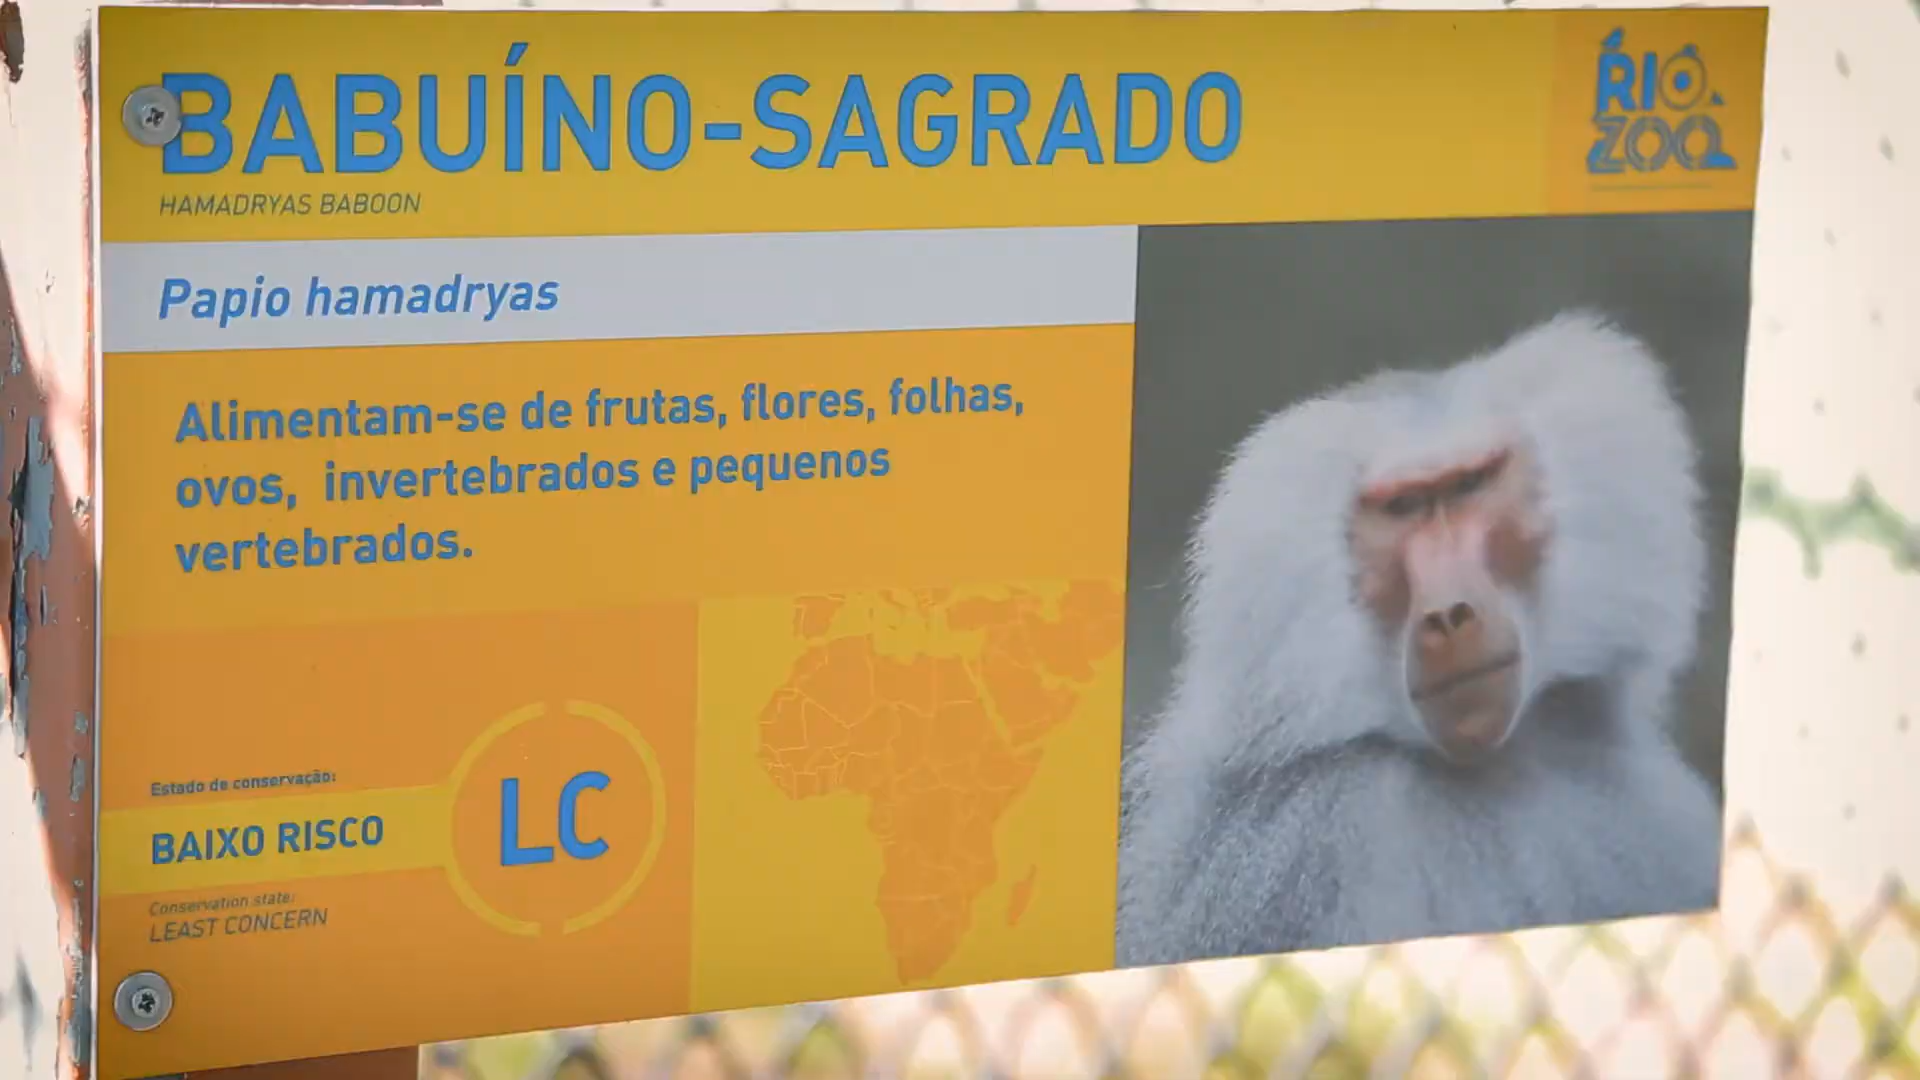 BABUÍNO-SAGRADO
HAMADRYAS BABOON
RIO
ZOO
Papio hamadryas
Alimentam-se de frutas, flores, folhas,
ovos, invertebrados e pequenos
vertebrados.
Estado de conservação:
BAIXO RISCO
LC
Conservation state:
LEAST CONCERN